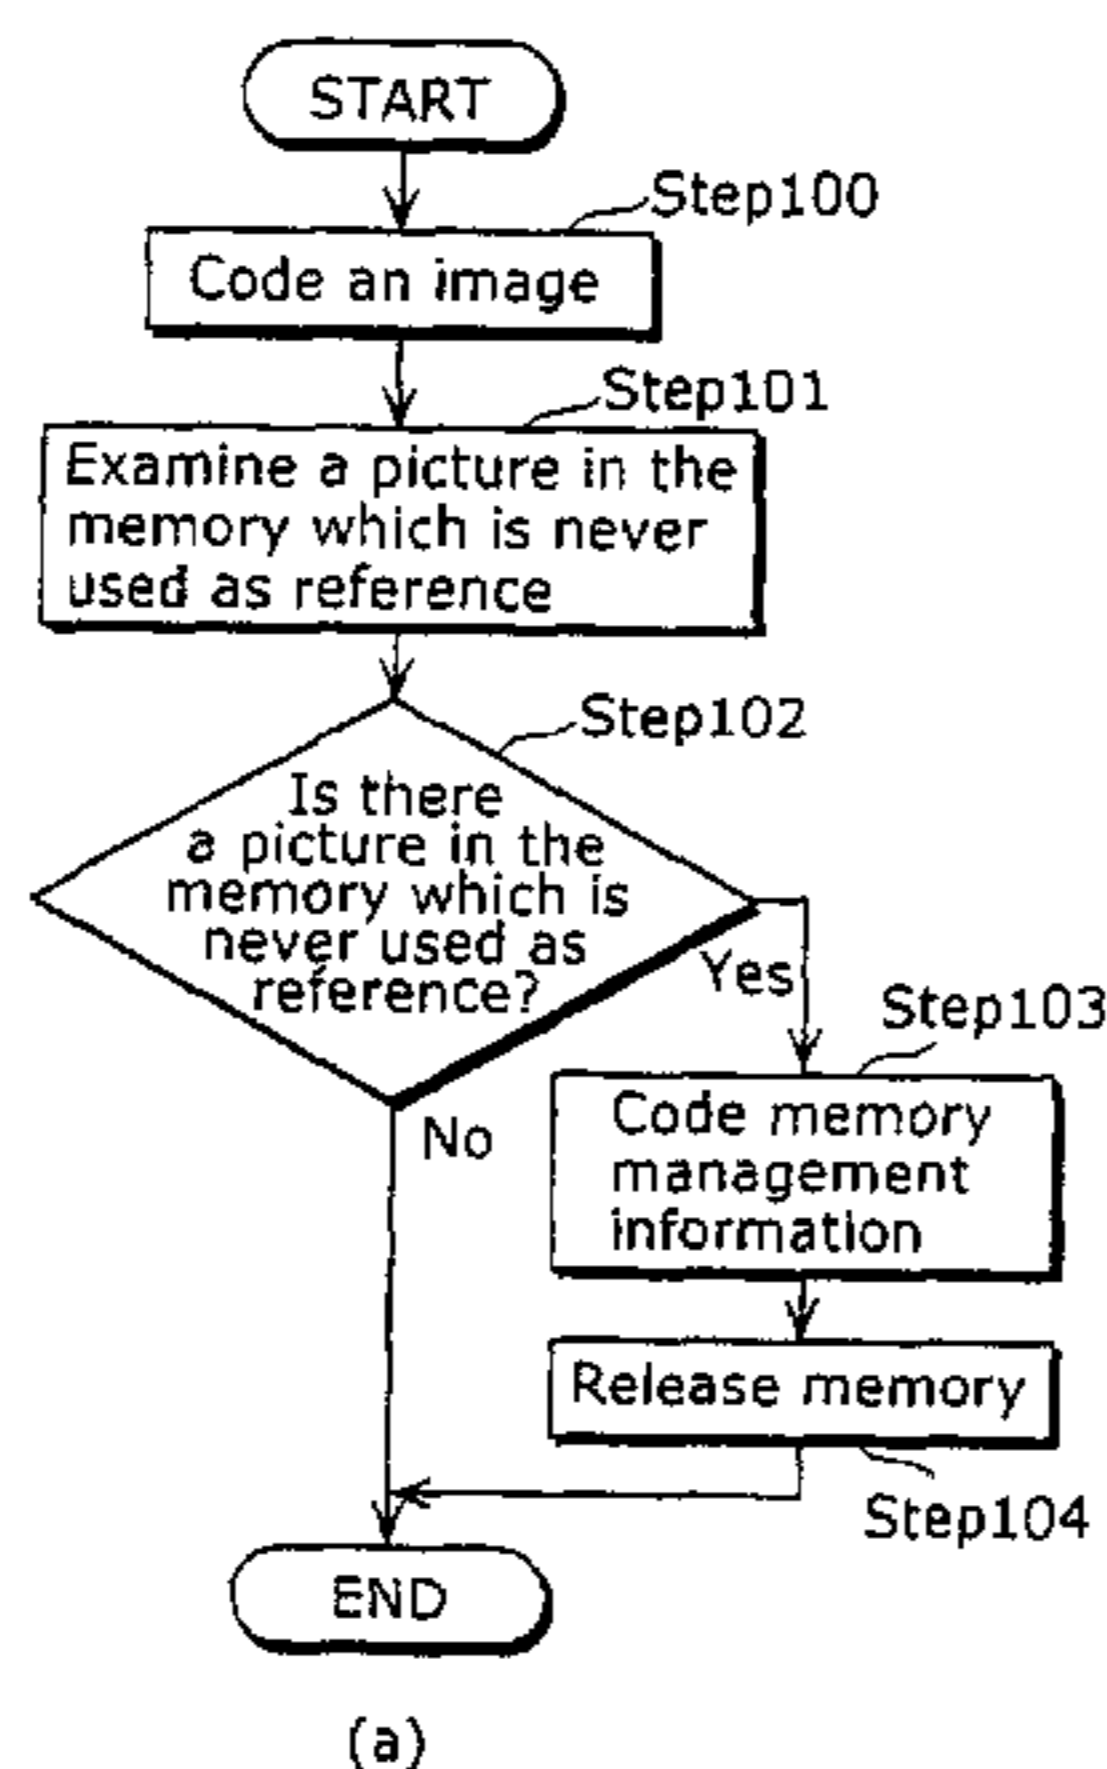 START
Step100
Code an image
Step101
Examine a picture in the
memory which is never
used as reference
Step102
Is there
a picture in the
memory which is
never used as
reference?
Yes
Step103
No
Code memory
management
information
Release memory
Step104
END
(a)